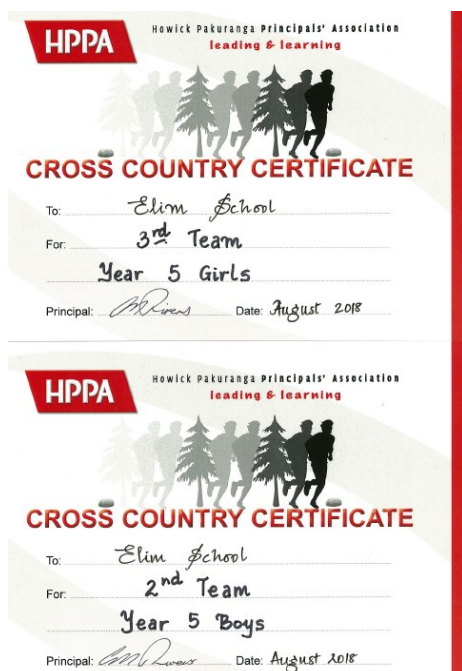 HPPA
Howick Pakuranga Principals' Association
leading & learning
CROSS COUNTRY CERTIFICATE
To: Elim School
For: 3rd Team
Year 5 Girls
Principal: Date: August 2018
HPPA
Howick Pakuranga Principals' Association
leading & learning
CROSS COUNTRY CERTIFICATE
To: Elim School
For: 2nd Team
Year 5 Boys
Principal: Date: August 2018